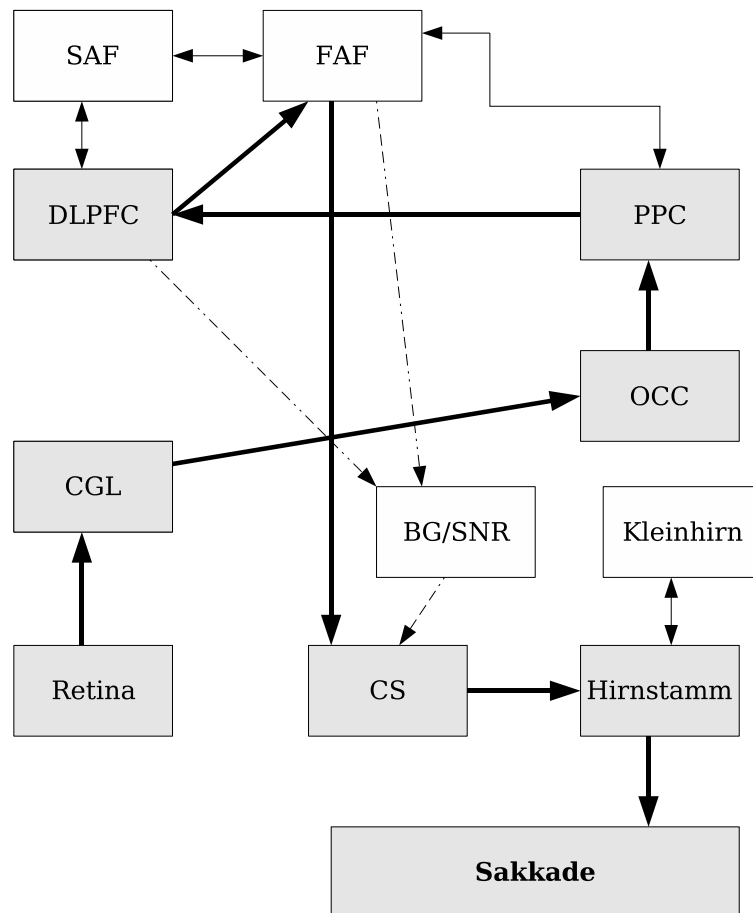 SAF
FAF
DLPFC
PPC
OCC
CGL
BG/SNR
Kleinhirn
Retina
CS
Hirnstamm
Sakkade